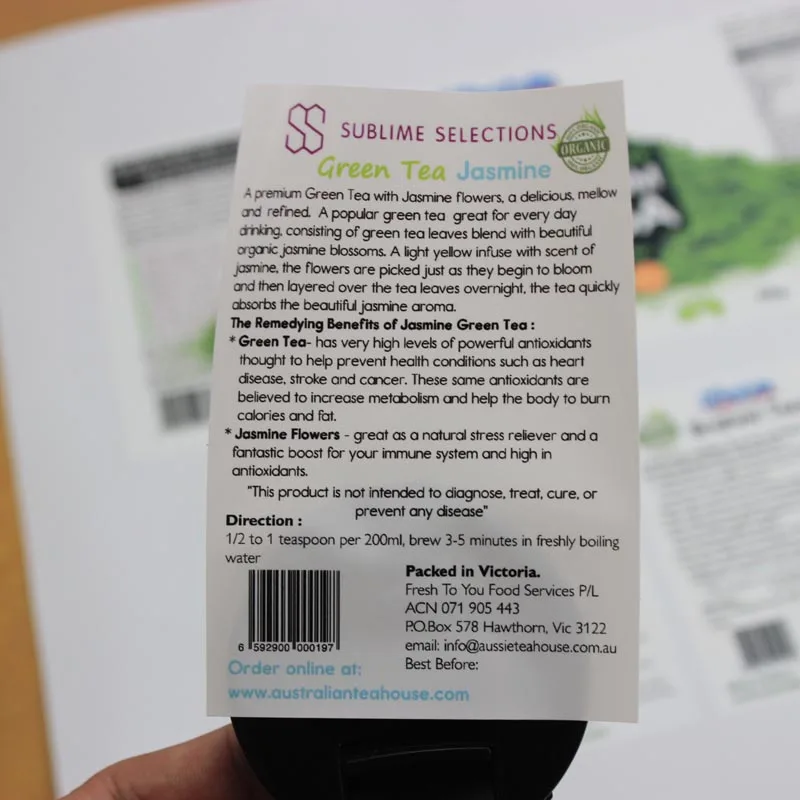 SS SUBLIME SELECTIONS
ORGANIC
Green Tea Jasmine
A premium Green Tea with Jasmine flowers, a delicious, mellow
and refined. A popular green tea great for every day
drinking, consisting of green tea leaves blend with beautiful
organic jasmine blossoms. A light yellow infuse with scent of
jasmine, the flowers are picked just as they begin to bloom
and then layered over the tea leaves overnight, the tea quickly
absorbs the beautiful jasmine aroma.
The Remedying Benefits of Jasmine Green Tea :
* Green Tea- has very high levels of powerful antioxidants
thought to help prevent health conditions such as heart
disease, stroke and cancer. These same antioxidants are
believed to increase metabolism and help the body to burn
calories and fat.
* Jasmine Flowers - great as a natural stress reliever and a
fantastic boost for your immune system and high in
antioxidants.
"This product is not intended to diagnose, treat, cure, or
prevent any disease"
Direction :
1/2 to 1 teaspoon per 200ml, brew 3-5 minutes in freshly boiling
water
6 592900 000197
Packed in Victoria.
Fresh To You Food Services P/L
ACN 071 905 443
P.O.Box 578 Hawthorn, Vic 3122
email: info@aussieteahouse.com.au
Best Before:
Order online at:
www.australianteahouse.com